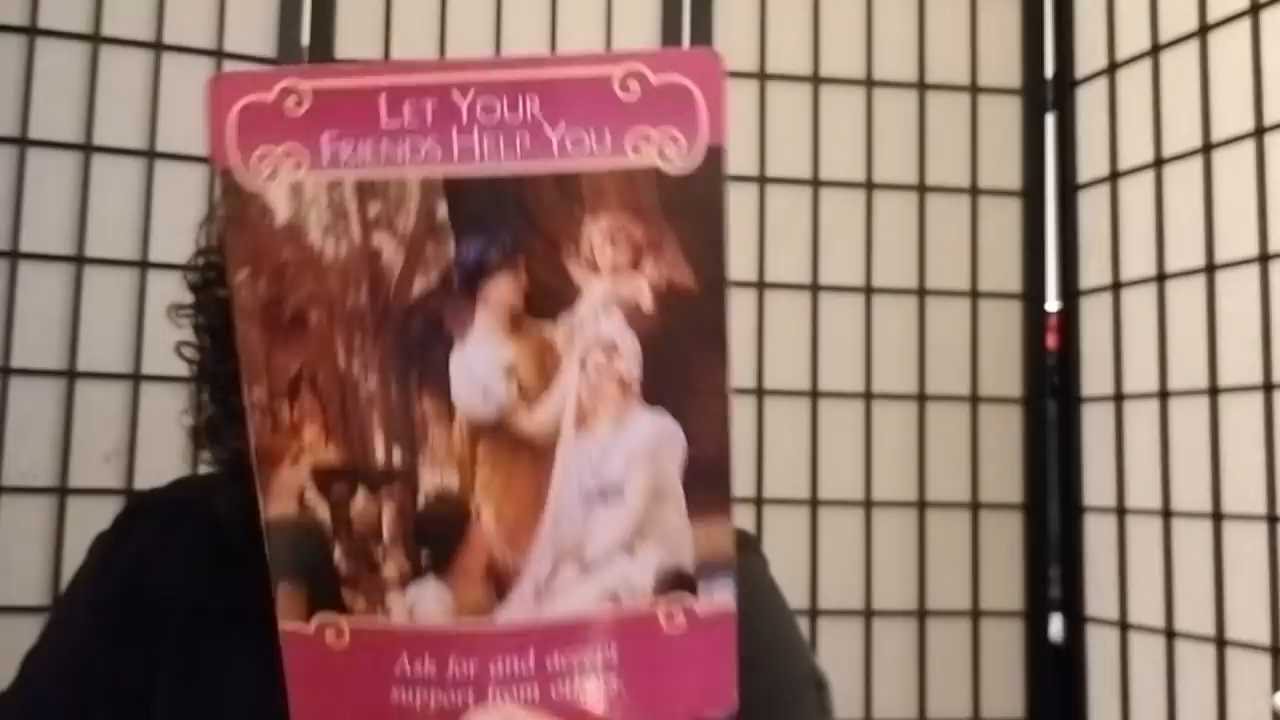 LET YOUR
FRIENDS HELP YOU
Ask for and accept
support from others.